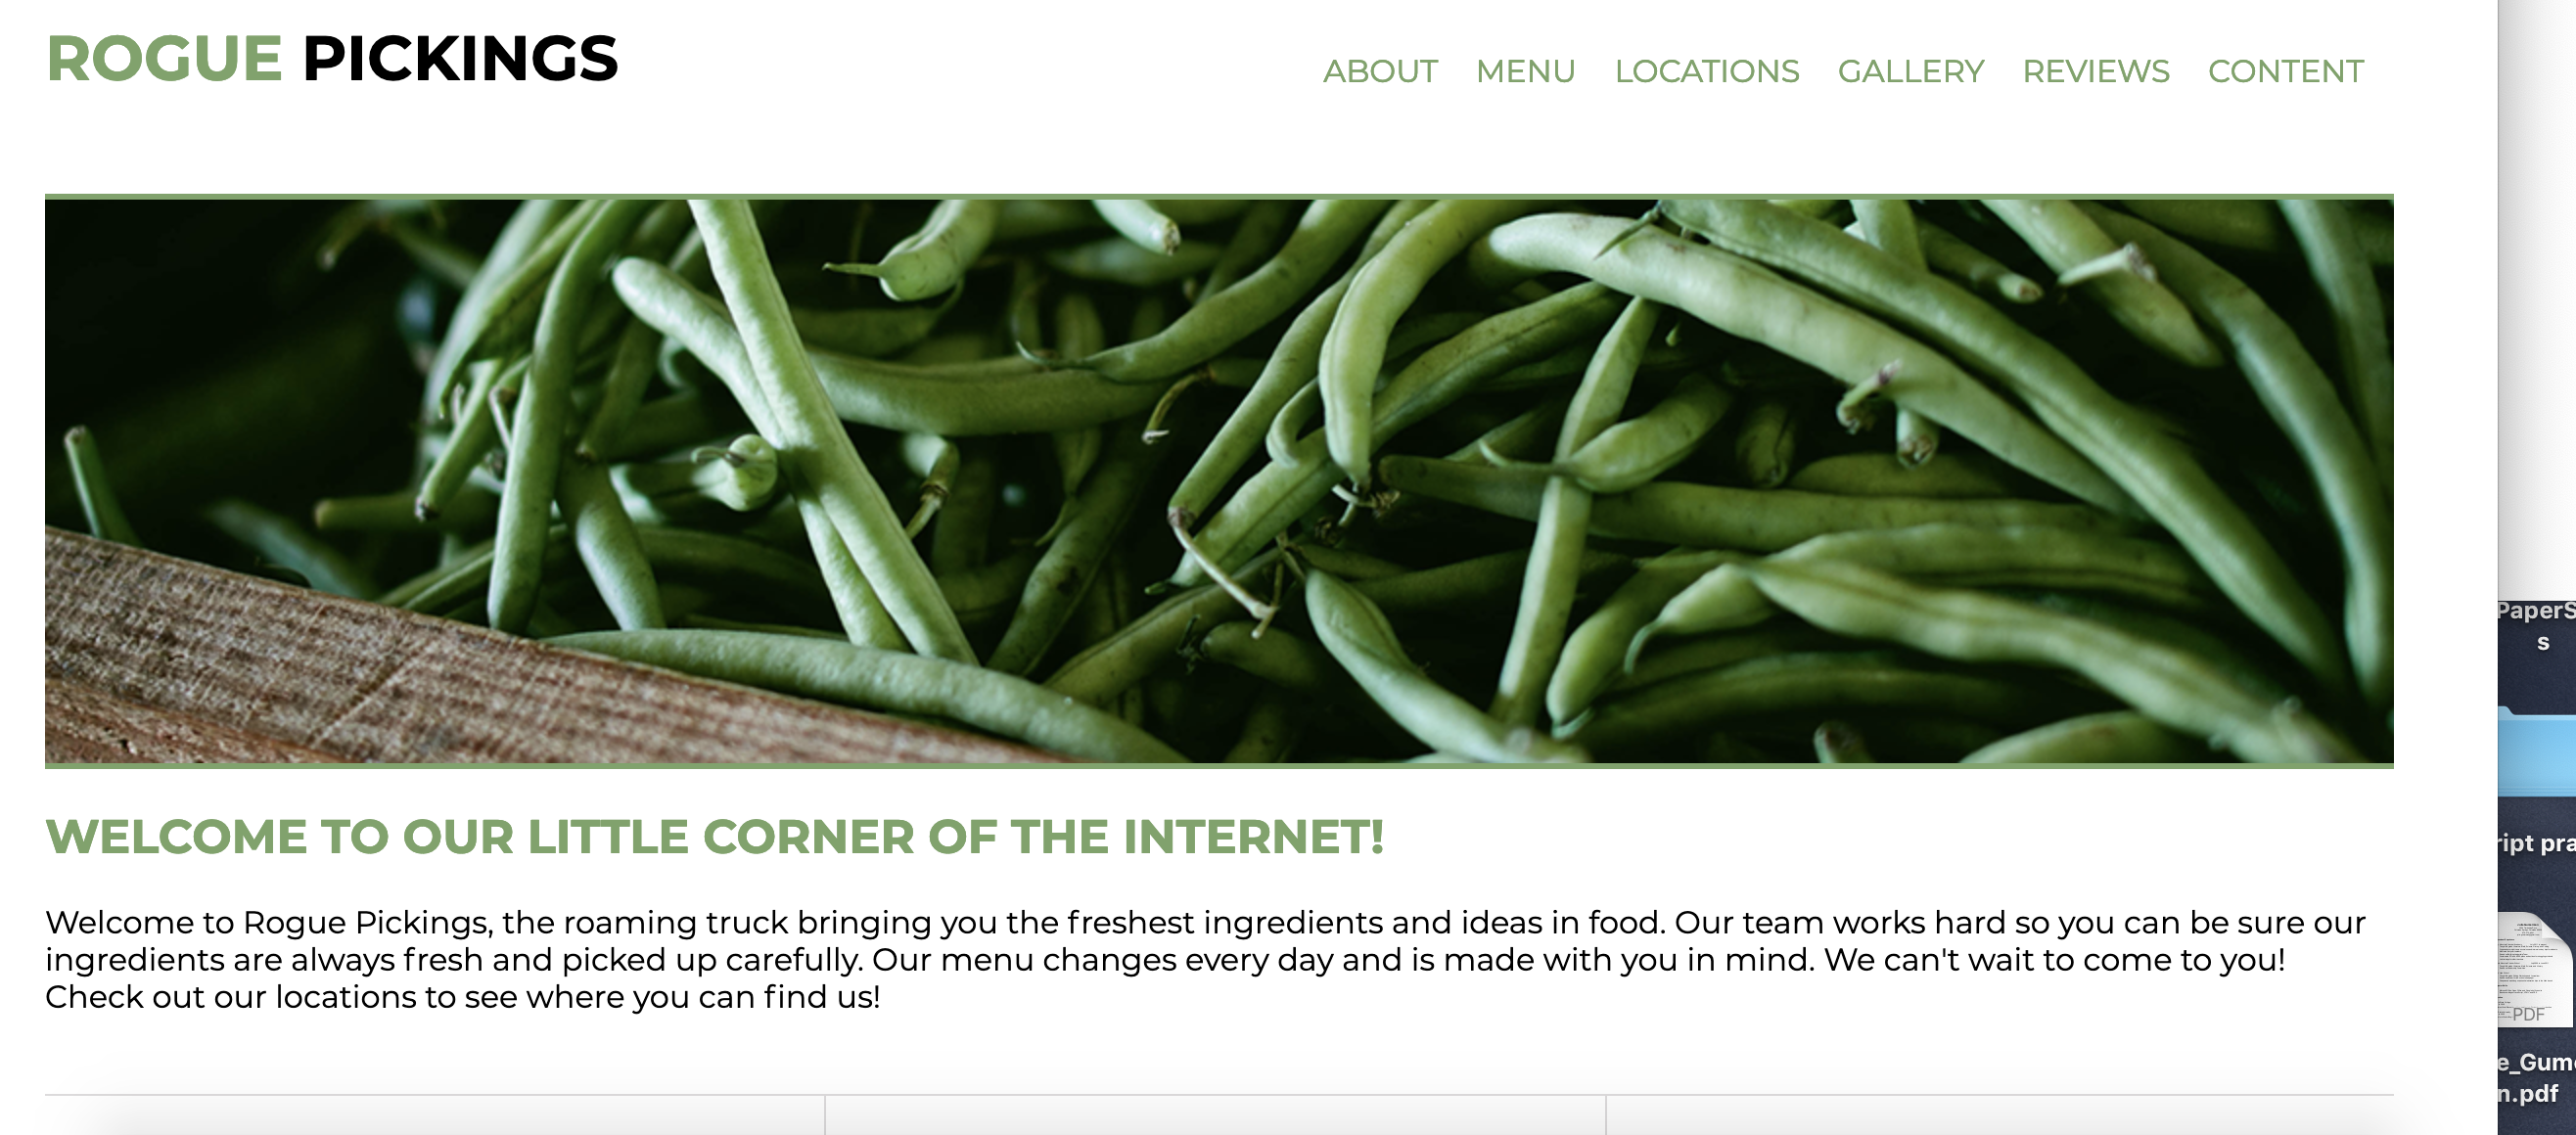 ROGUE PICKINGS
ABOUT MENU LOCATIONS GALLERY REVIEWS CONTENT
WELCOME TO OUR LITTLE CORNER OF THE INTERNET!
Welcome to Rogue Pickings, the roaming truck bringing you the freshest ingredients and ideas in food. Our team works hard so you can be sure our
ingredients are always fresh and picked up carefully. Our menu changes every day and is made with you in mind. We can't wait to come to you!
Check out our locations to see where you can find us!
PaperS
s
ript pra
PDF
e_Gum
n.pdf